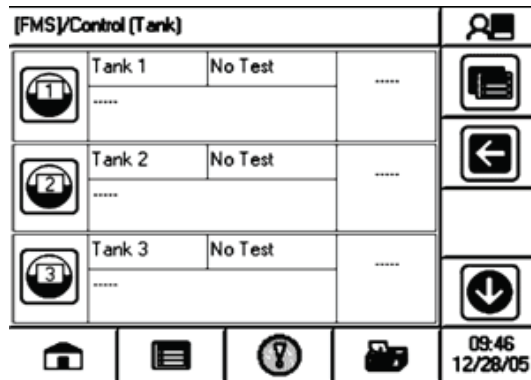 [FMS]/Control (Tank)
1
Tank 1
No Test
-----
-----
2
Tank 2
No Test
-----
-----
3
Tank 3
No Test
-----
-----
09:46
12/28/05